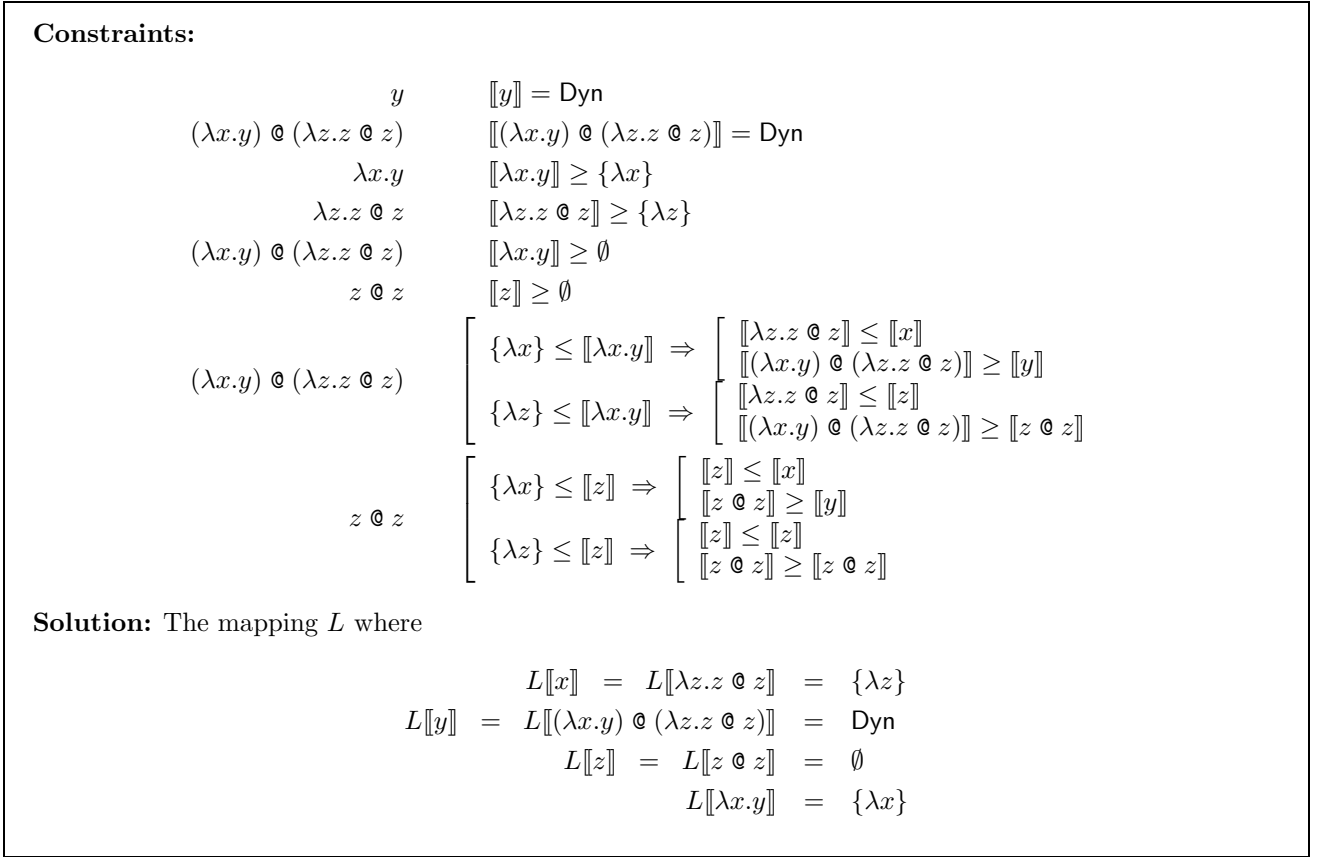 Constraints:
y ⟦y⟧ = Dyn
(λx.y) @ (λz.z @ z) ⟦(λx.y) @ (λz.z @ z)⟧ = Dyn
λx.y ⟦λx.y⟧ ≥ {λx}
λz.z @ z ⟦λz.z @ z⟧ ≥ {λz}
(λx.y) @ (λz.z @ z) ⟦λx.y⟧ ≥ ∅
z @ z ⟦z⟧ ≥ ∅
(λx.y) @ (λz.z @ z) [ {λx} ≤ ⟦λx.y⟧ ⇒ [ ⟦λz.z @ z⟧ ≤ ⟦x⟧
⟦(λx.y) @ (λz.z @ z)⟧ ≥ ⟦y⟧
{λz} ≤ ⟦λx.y⟧ ⇒ [ ⟦λz.z @ z⟧ ≤ ⟦z⟧
⟦(λx.y) @ (λz.z @ z)⟧ ≥ ⟦z @ z⟧
z @ z [ {λx} ≤ ⟦z⟧ ⇒ [ ⟦z⟧ ≤ ⟦x⟧
⟦z @ z⟧ ≥ ⟦y⟧
{λz} ≤ ⟦z⟧ ⇒ [ ⟦z⟧ ≤ ⟦z⟧
⟦z @ z⟧ ≥ ⟦z @ z⟧
Solution: The mapping L where
L⟦x⟧ = L⟦λz.z @ z⟧ = {λz}
L⟦y⟧ = L⟦(λx.y) @ (λz.z @ z)⟧ = Dyn
L⟦z⟧ = L⟦z @ z⟧ = ∅
L⟦λx.y⟧ = {λx}